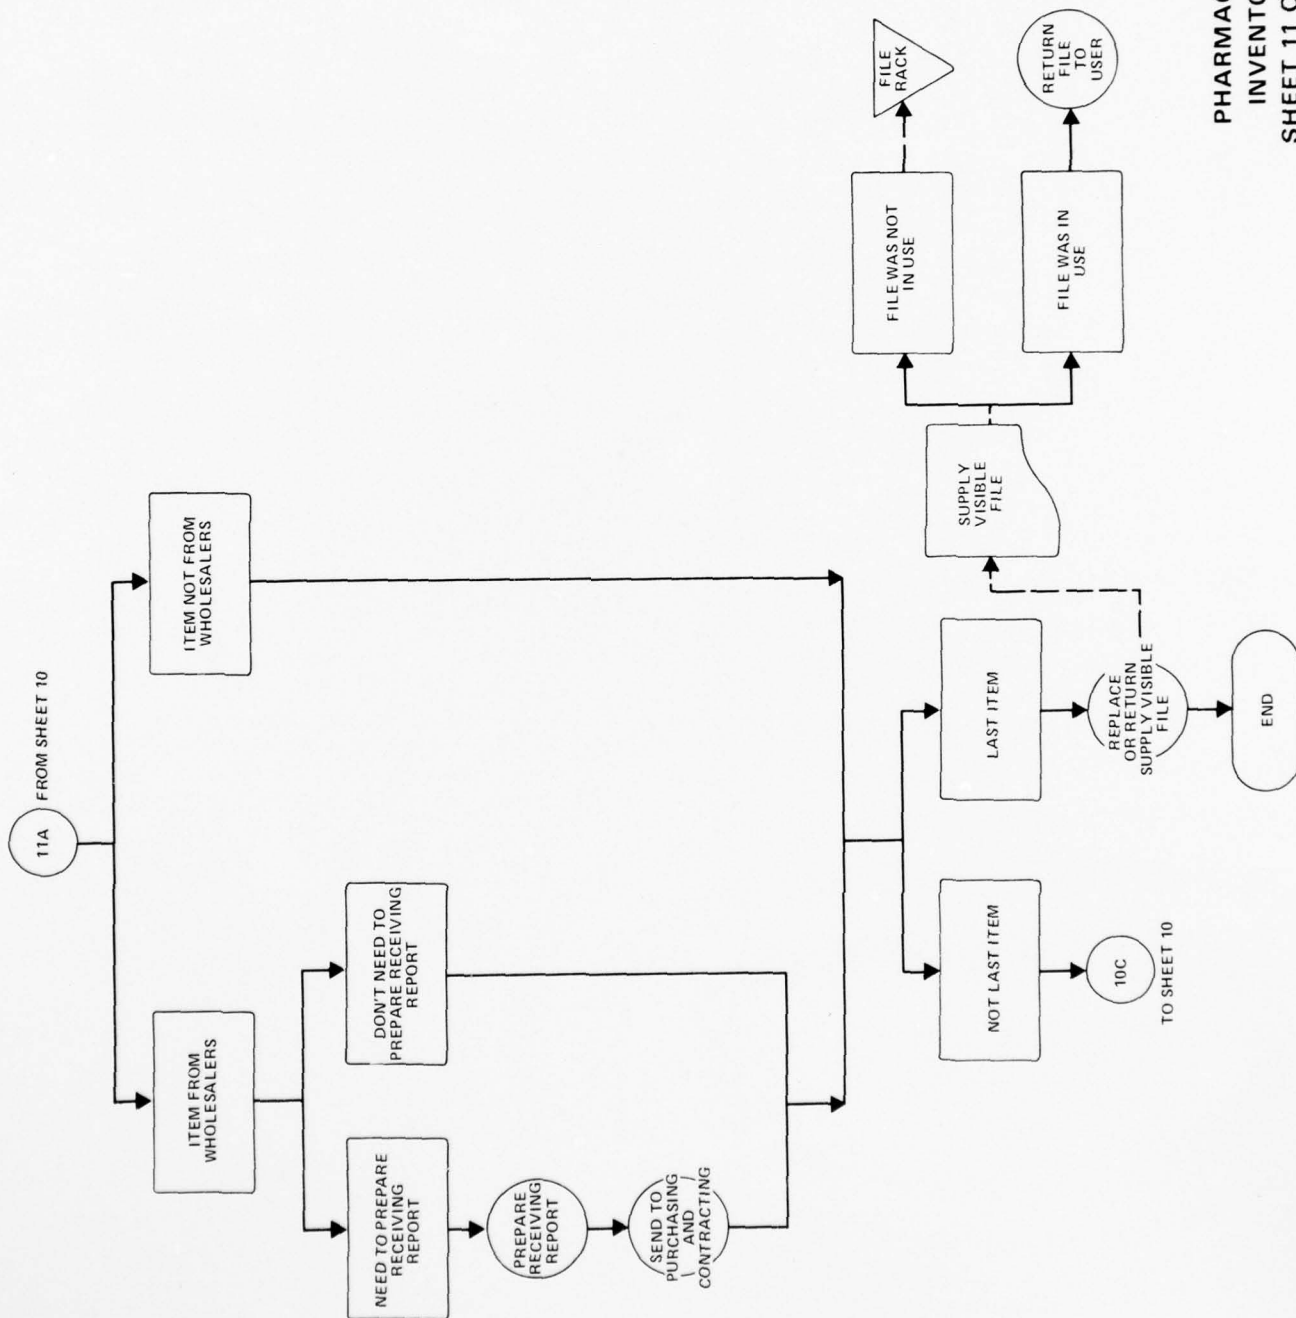 11A
FROM SHEET 10
ITEM FROM
WHOLESALERS
ITEM NOT FROM
WHOLESALERS
NEED TO PREPARE
RECEIVING
REPORT
DON'T NEED TO
PREPARE RECEIVING
REPORT
PREPARE
RECEIVING
REPORT
SEND TO
PURCHASING
AND
CONTRACTING
NOT LAST ITEM
10C
TO SHEET 10
LAST ITEM
REPLACE
OR RETURN
SUPPLY VISIBLE
FILE
END
SUPPLY
VISIBLE
FILE
FILE WAS NOT
IN USE
FILE
RACK
FILE WAS IN
USE
RETURN
FILE
TO
USER
PHARMAC
INVENTO
SHEET 11 O